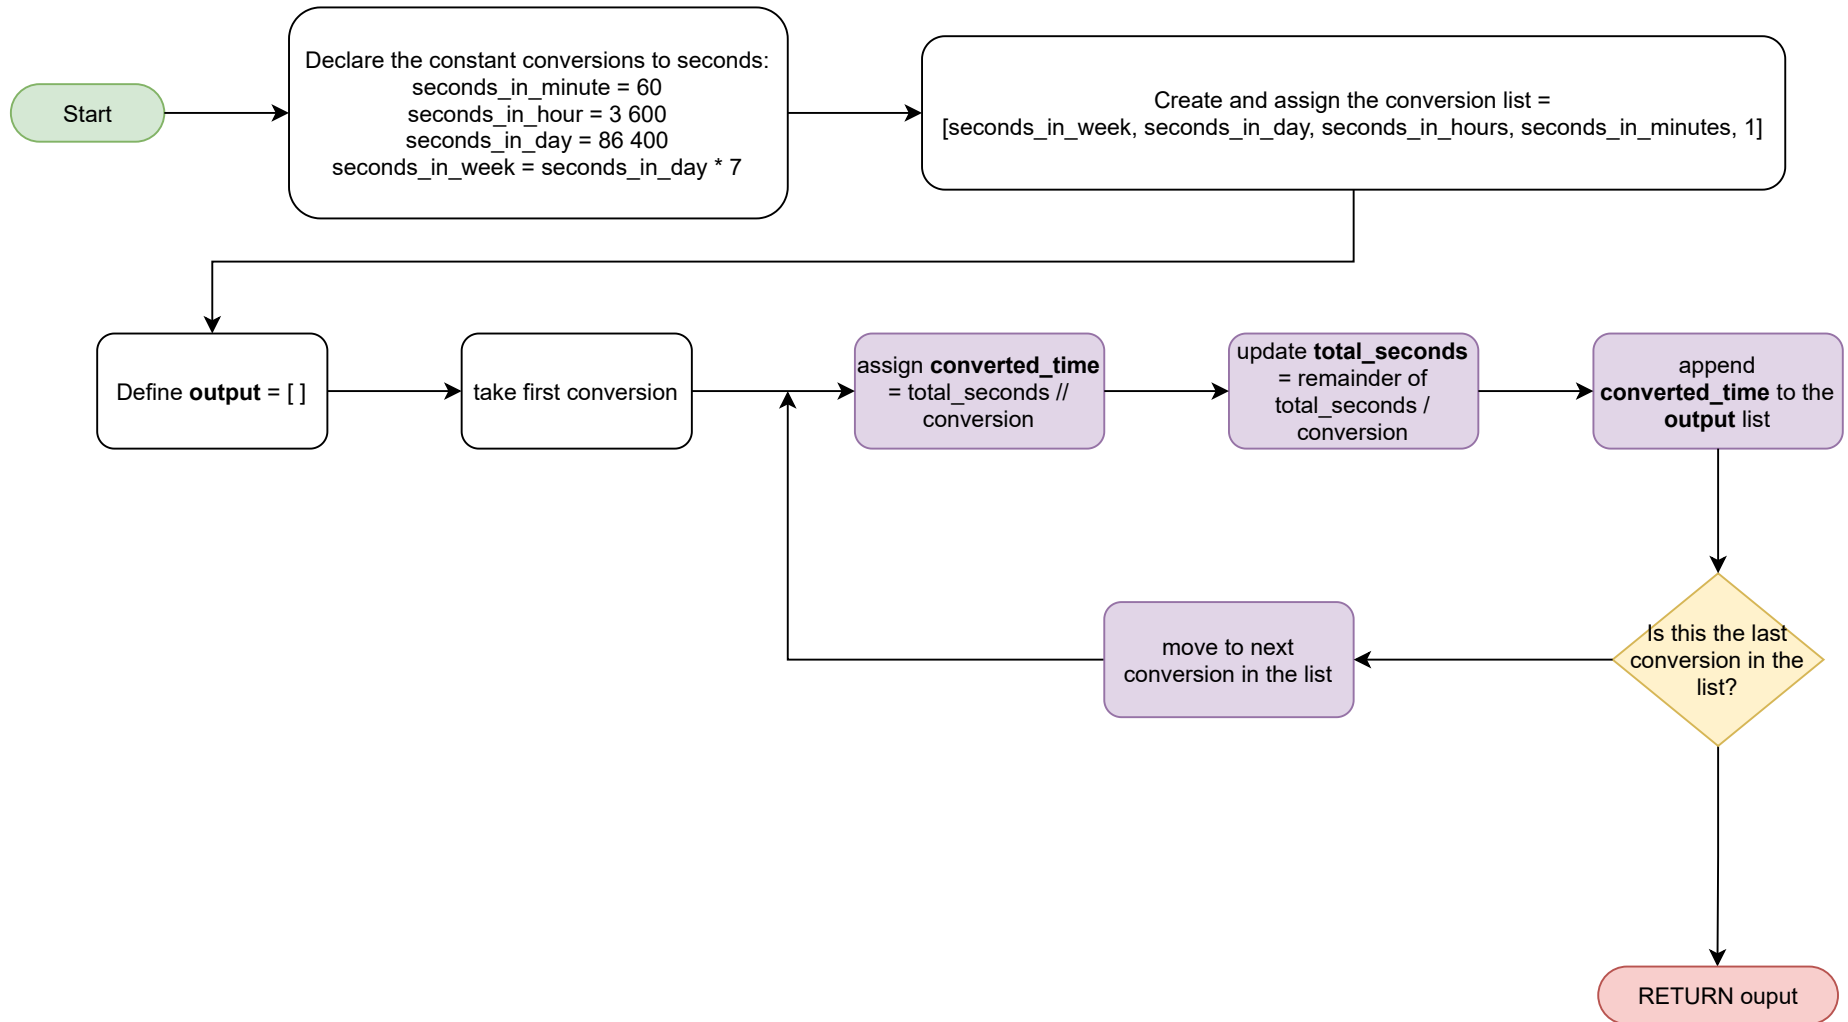 Start
Declare the constant conversions to seconds:
seconds_in_minute = 60
seconds_in_hour = 3 600
seconds_in_day = 86 400
seconds_in_week = seconds_in_day * 7
Create and assign the conversion list =
[seconds_in_week, seconds_in_day, seconds_in_hours, seconds_in_minutes, 1]
Define output = [ ]
take first conversion
assign converted_time
= total_seconds //
conversion
update total_seconds
= remainder of
total_seconds /
conversion
append
converted_time to the
output list
Is this the last
conversion in the
list?
move to next
conversion in the list
RETURN ouput